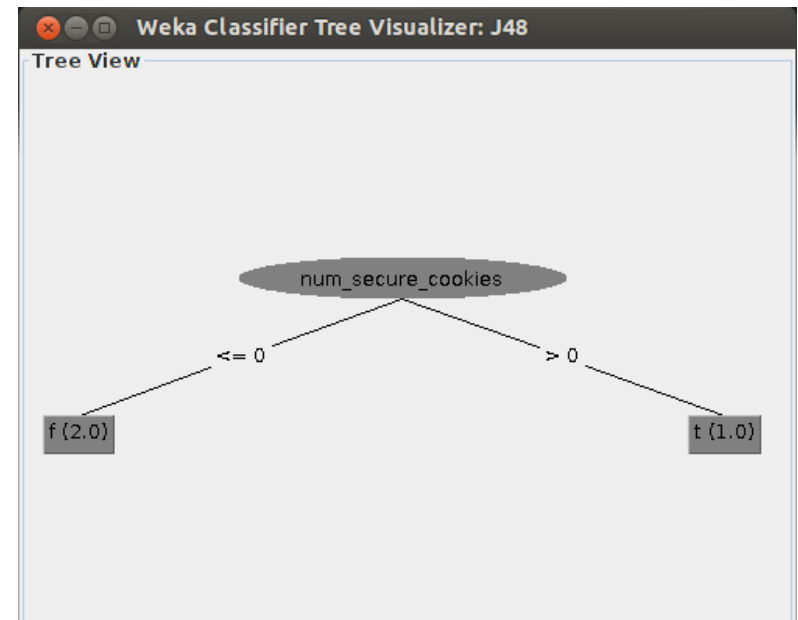 Weka Classifier Tree Visualizer: J48
Tree View
num_secure_cookies
<= 0
> 0
f (2.0)
t (1.0)